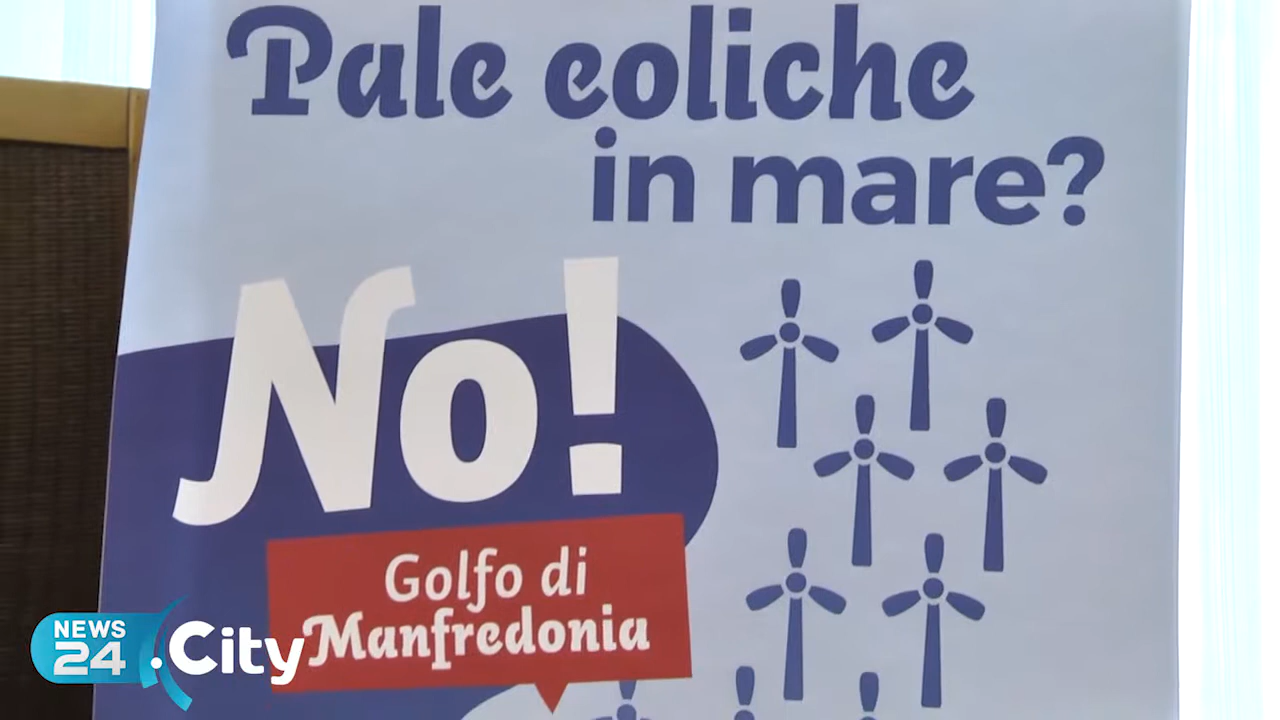 Pale eoliche
in mare?
No!
Golfo di
Manfredonia
NEWS
24
.City